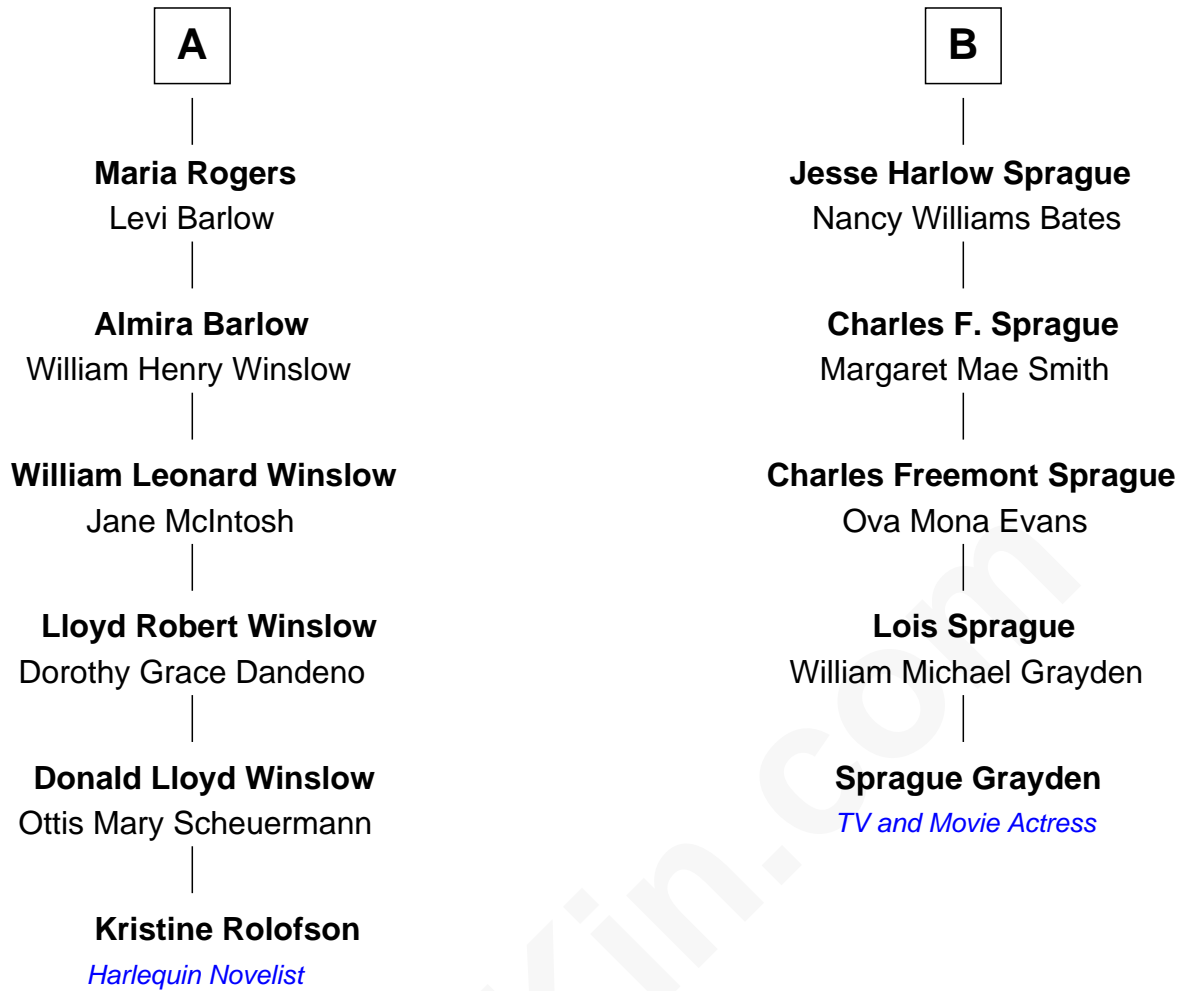 A
Maria Rogers
Levi Barlow
Almira Barlow
William Henry Winslow
William Leonard Winslow
Jane McIntosh
Lloyd Robert Winslow
Dorothy Grace Dandeno
Donald Lloyd Winslow
Ottis Mary Scheuermann
Kristine Rolofson
Harlequin Novelist
B
Jesse Harlow Sprague
Nancy Williams Bates
Charles F. Sprague
Margaret Mae Smith
Charles Freemont Sprague
Ova Mona Evans
Lois Sprague
William Michael Grayden
Sprague Grayden
TV and Movie Actress
Kin.com